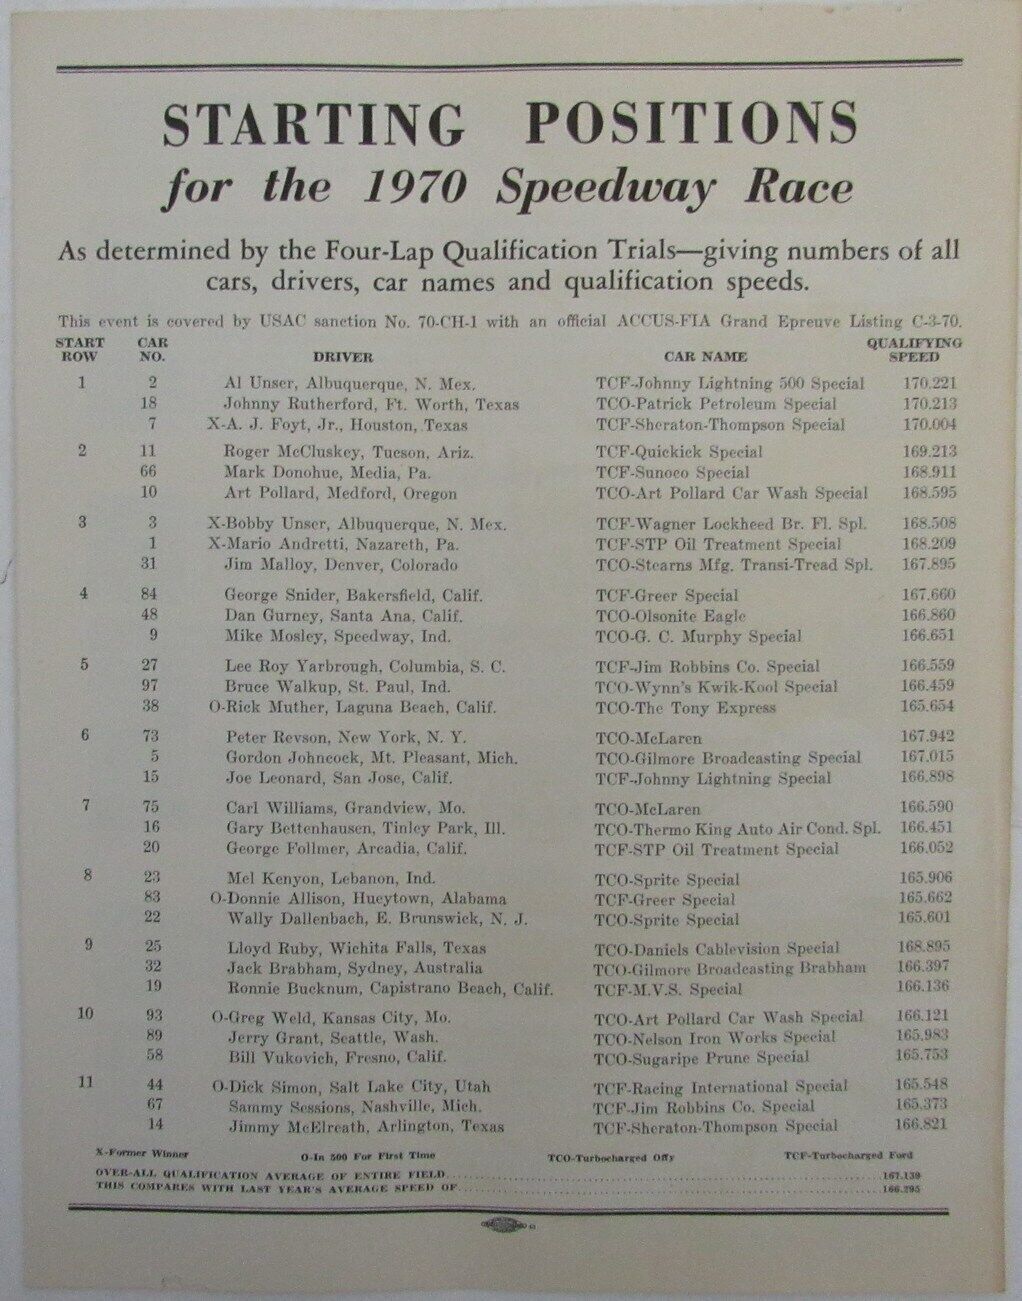 STARTING POSITIONS
for the 1970 Speedway Race
As determined by the Four-Lap Qualification Trials—giving numbers of all
cars, drivers, car names and qualification speeds.
This event is covered by USAC sanction No. 70-CH-1 with an official ACCUS-FIA Grand Epreuve Listing C-3-70.
START ROW CAR NO. DRIVER CAR NAME QUALIFYING SPEED
1 2 Al Unser, Albuquerque, N. Mex. TCF-Johnny Lightning 500 Special 170.221
18 Johnny Rutherford, Ft. Worth, Texas TCO-Patrick Petroleum Special 170.213
7 X-A. J. Foyt, Jr., Houston, Texas TCF-Sheraton-Thompson Special 170.004
2 11 Roger McCluskey, Tucson, Ariz. TCF-Quickick Special 169.213
66 Mark Donohue, Media, Pa. TCF-Sunoco Special 168.911
10 Art Pollard, Medford, Oregon TCO-Art Pollard Car Wash Special 168.595
3 3 X-Bobby Unser, Albuquerque, N. Mex. TCF-Wagner Lockheed Br. Fl. Spl. 168.508
1 X-Mario Andretti, Nazareth, Pa. TCF-STP Oil Treatment Special 168.209
31 Jim Malloy, Denver, Colorado TCO-Stearns Mfg. Transi-Tread Spl. 167.895
4 84 George Snider, Bakersfield, Calif. TCF-Greer Special 167.660
48 Dan Gurney, Santa Ana, Calif. TCO-Olsonite Eagle 166.860
9 Mike Mosley, Speedway, Ind. TCO-G. C. Murphy Special 166.651
5 27 Lee Roy Yarbrough, Columbia, S. C. TCF-Jim Robbins Co. Special 166.559
97 Bruce Walkup, St. Paul, Ind. TCO-Wynn's Kwik-Kool Special 166.459
38 O-Rick Muther, Laguna Beach, Calif. TCO-The Tony Express 165.654
6 73 Peter Revson, New York, N. Y. TCO-McLaren 167.942
5 Gordon Johncock, Mt. Pleasant, Mich. TCO-Gilmore Broadcasting Special 167.015
15 Joe Leonard, San Jose, Calif. TCF-Johnny Lightning Special 166.898
7 75 Carl Williams, Grandview, Mo. TCO-McLaren 166.590
16 Gary Bettenhausen, Tinley Park, Ill. TCO-Thermo King Auto Air Cond. Spl. 166.451
20 George Follmer, Arcadia, Calif. TCF-STP Oil Treatment Special 166.052
8 23 Mel Kenyon, Lebanon, Ind. TCO-Sprite Special 165.906
83 O-Donnie Allison, Hueytown, Alabama TCF-Greer Special 165.662
22 Wally Dallenbach, E. Brunswick, N. J. TCO-Sprite Special 165.601
9 25 Lloyd Ruby, Wichita Falls, Texas TCO-Daniels Cablevision Special 168.895
32 Jack Brabham, Sydney, Australia TCO-Gilmore Broadcasting Brabham 166.397
19 Ronnie Bucknum, Capistrano Beach, Calif. TCF-M.V.S. Special 166.136
10 93 O-Greg Weld, Kansas City, Mo. TCO-Art Pollard Car Wash Special 166.121
89 Jerry Grant, Seattle, Wash. TCO-Nelson Iron Works Special 165.983
58 Bill Vukovich, Fresno, Calif. TCO-Sugaripe Prune Special 165.753
11 44 O-Dick Simon, Salt Lake City, Utah TCF-Racing International Special 165.548
67 Sammy Sessions, Nashville, Mich. TCF-Jim Robbins Co. Special 165.373
14 Jimmy McElreath, Arlington, Texas TCF-Sheraton-Thompson Special 166.821
X-Former Winner O-In 500 For First Time TCO-Turbocharged Offy TCF-Turbocharged Ford
OVER-ALL QUALIFICATION AVERAGE OF ENTIRE FIELD 167.139
THIS COMPARES WITH LAST YEAR'S AVERAGE SPEED OF 166.295